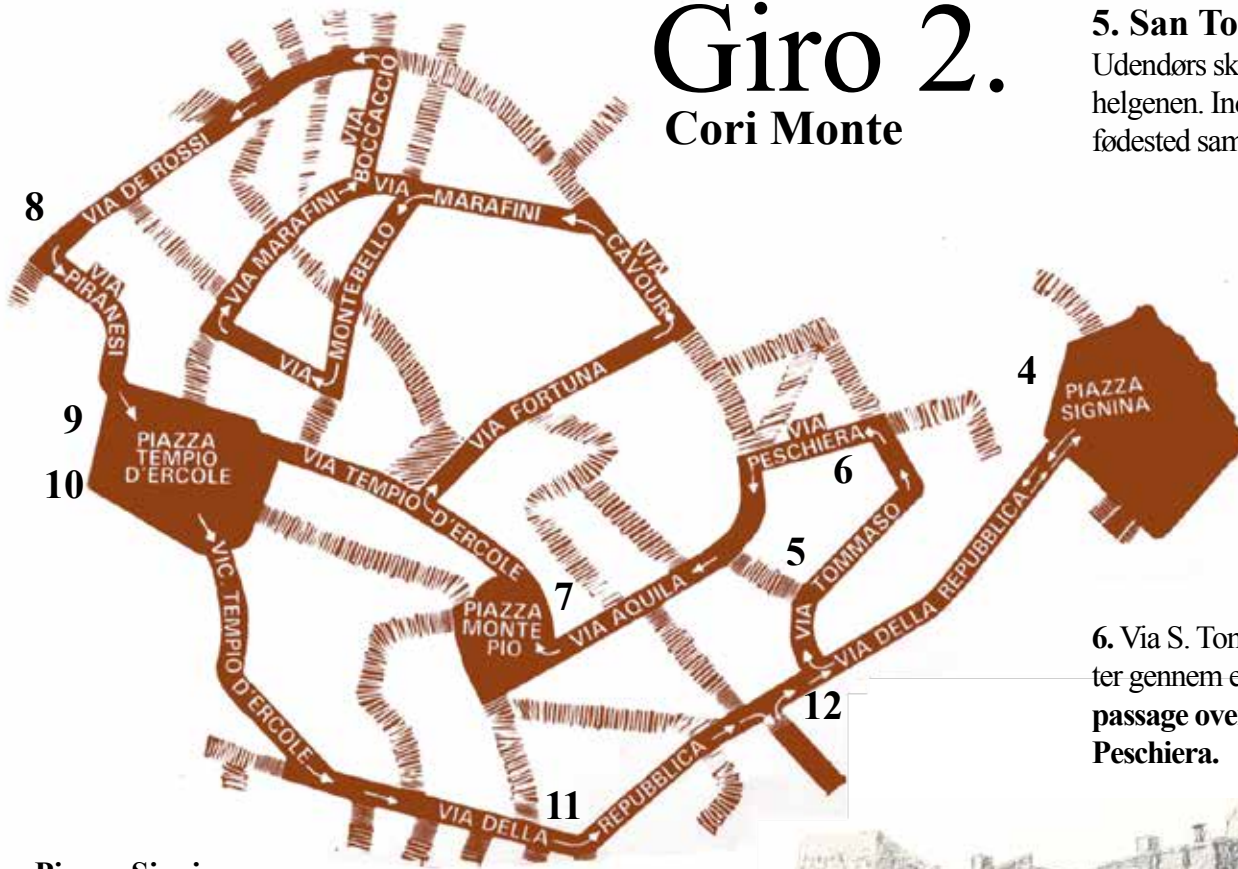 Giro 2.
Cori Monte
5. San To
Udendørs sk
helgenen. In
fødested sam
VIA BOCCACCIO
VIA DE ROSSI
8
VIA MARAFINI
VIA MARAFINI
VIA CAVOUR
VIA PIRANESI
VIA MONTEBELLO
4
PIAZZA
SIGNINA
VIA FORTUNA
9
PIAZZA
TEMPIO
D'ERCOLE
10
VIA TEMPIO D'ERCOLE
VIA PESCHIERA
6
5
VIA TOMMASO
VIC. TEMPIO D'ERCOLE
PIAZZA
MONTE
PIO
7
VIA AQUILA
VIA DELLA REPUBBLICA
12
11
VIA DELLA REPUBBLICA
6. Via S. Tom
ter gennem e
passage ove
Peschiera.